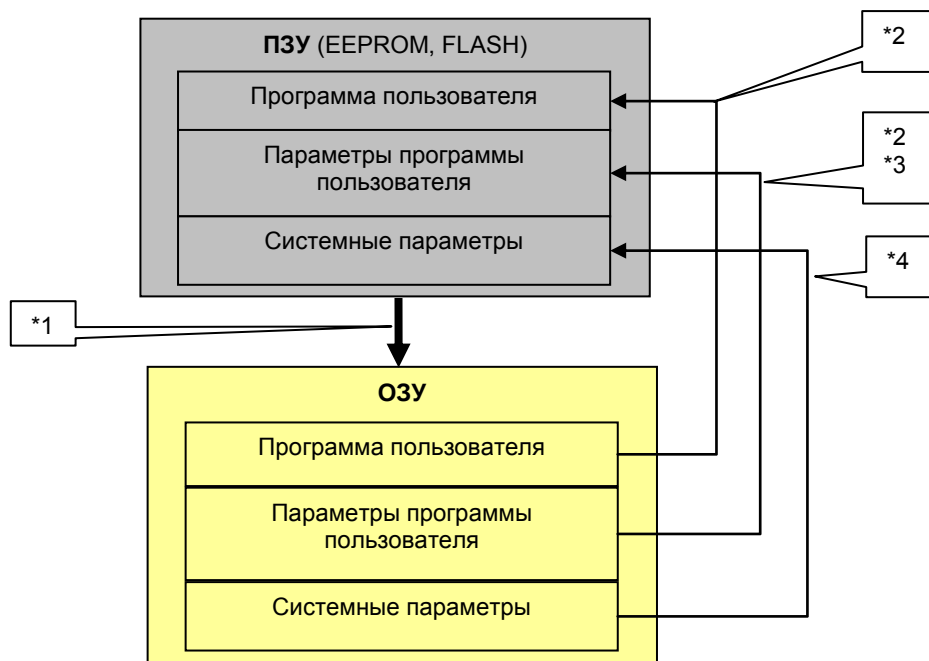 ПЗУ (EEPROM, FLASH)
*2
Программа пользователя
*2
*3
Параметры программы
пользователя
Системные параметры
*4
*1
ОЗУ
Программа пользователя
Параметры программы
пользователя
Системные параметры